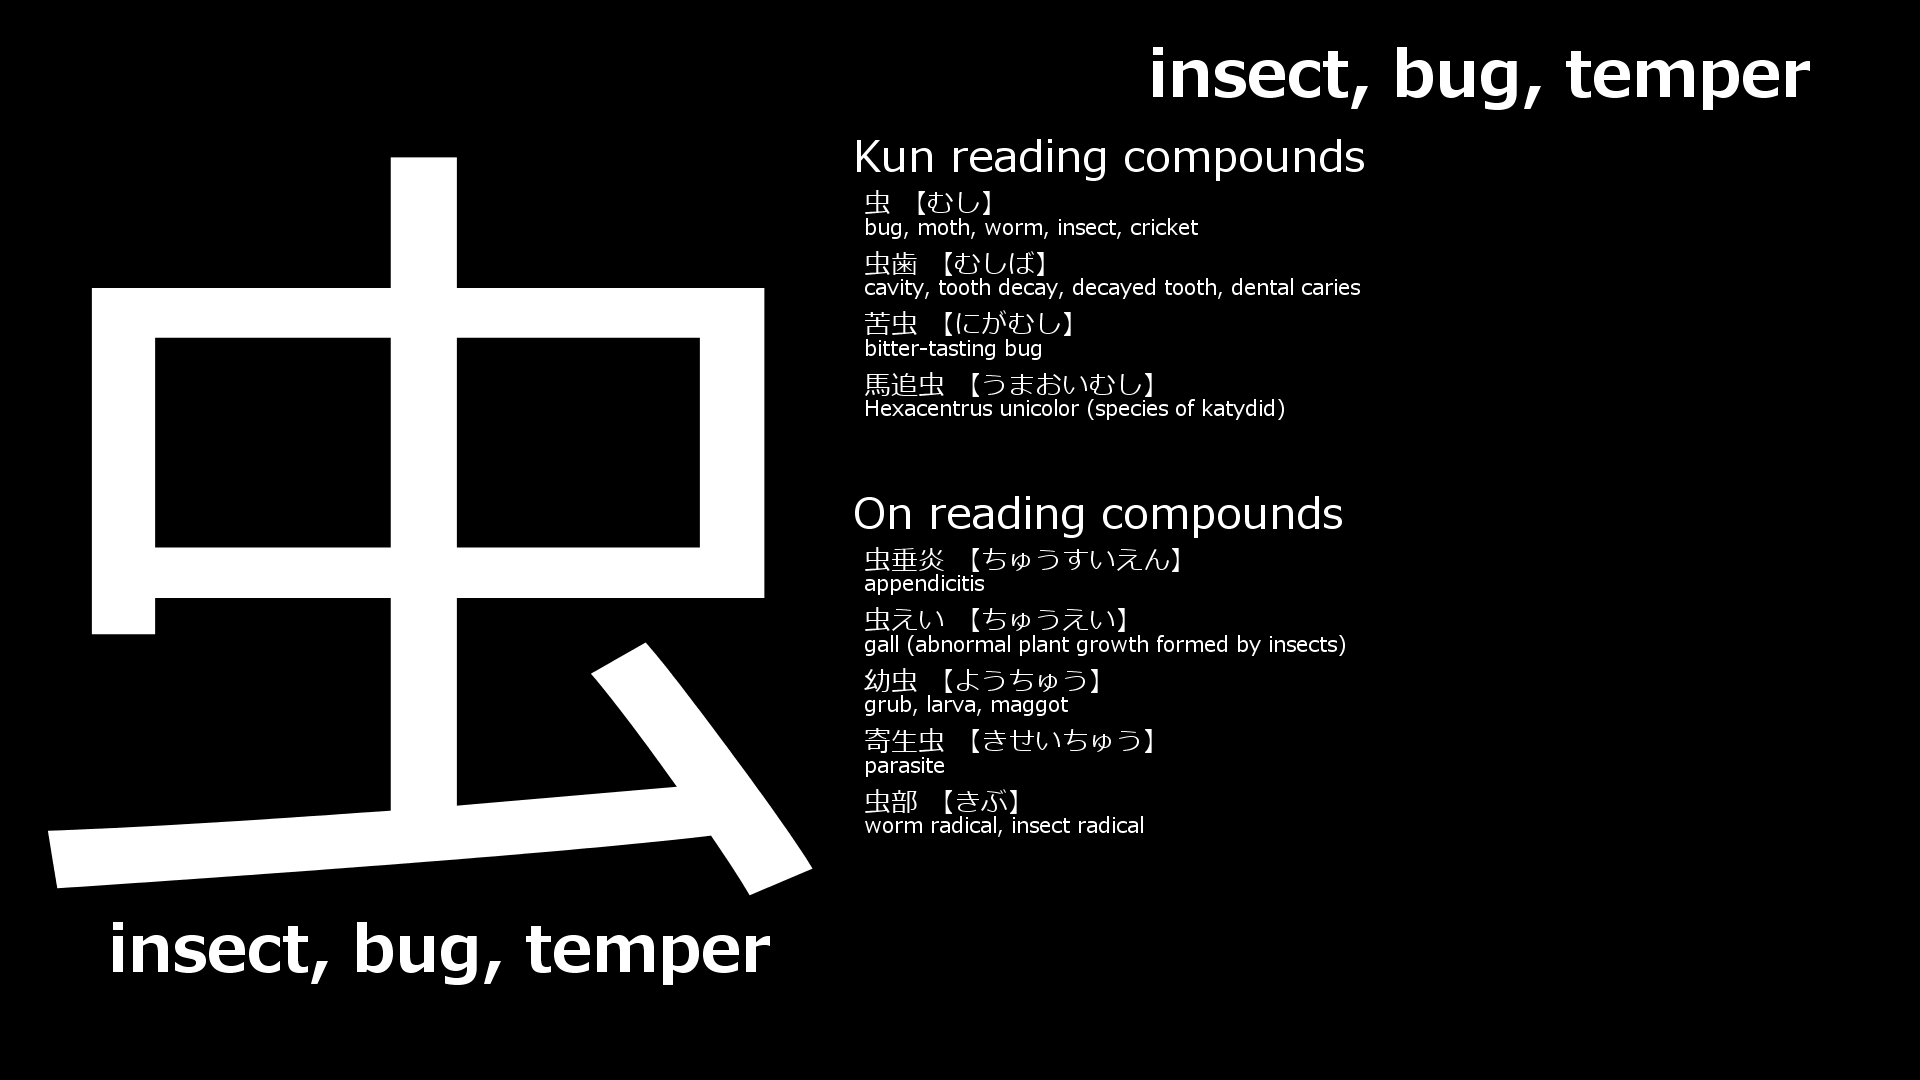 insect, bug, temper
虫
insect, bug, temper
Kun reading compounds
虫 【むし】
bug, moth, worm, insect, cricket
虫歯 【むしば】
cavity, tooth decay, decayed tooth, dental caries
苦虫 【にがむし】
bitter-tasting bug
馬追虫 【うまおいむし】
Hexacentrus unicolor (species of katydid)
On reading compounds
虫垂炎 【ちゅうすいえん】
appendicitis
虫えい 【ちゅうえい】
gall (abnormal plant growth formed by insects)
幼虫 【ようちゅう】
grub, larva, maggot
寄生虫 【きせいちゅう】
parasite
虫部 【きぶ】
worm radical, insect radical